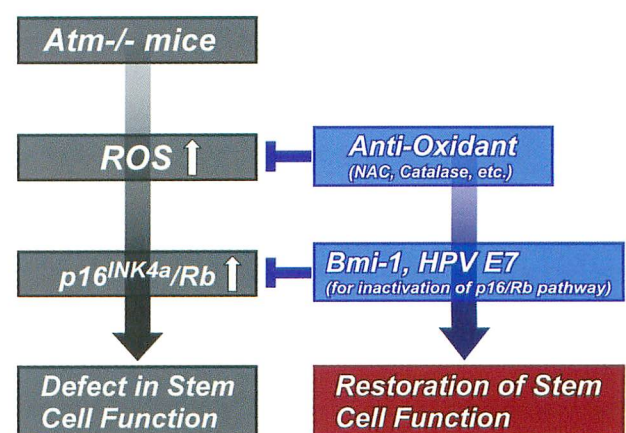 Atm-/- mice
ROS ↑
p16INK4a/Rb ↑
Defect in Stem
Cell Function
Anti-Oxidant
(NAC, Catalase, etc.)
Bmi-1, HPV E7
(for inactivation of p16/Rb pathway)
Restoration of Stem
Cell Function